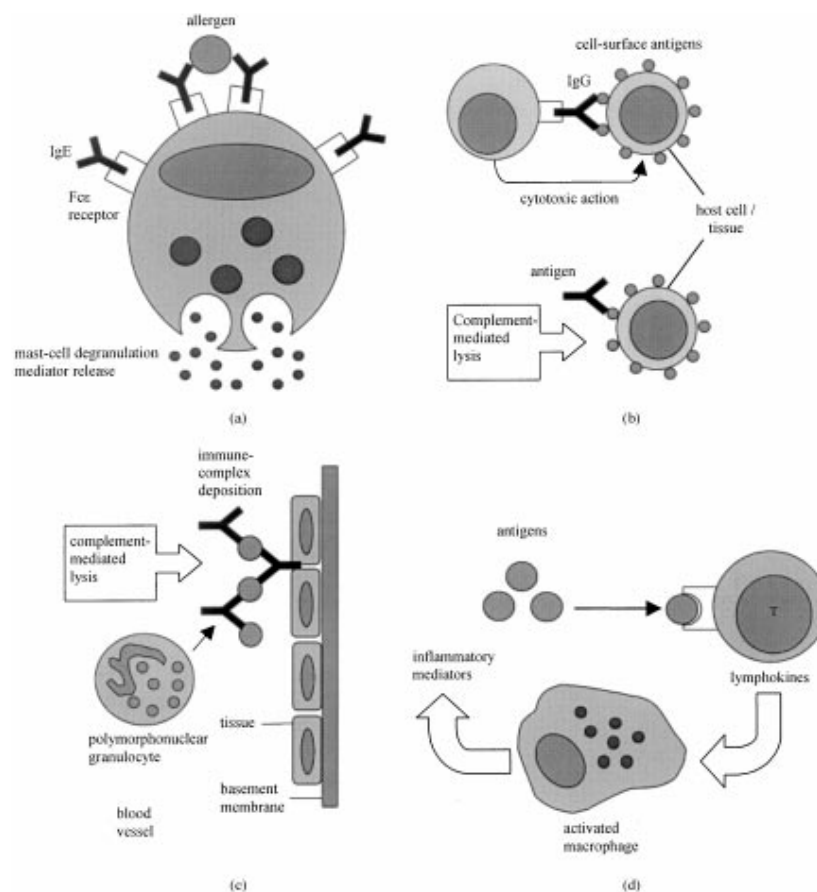 allergen
IgE
Fcε
receptor
mast-cell degranulation
mediator release
(a)
cell-surface antigens
IgG
cytotoxic action
host cell /
tissue
antigen
Complement-
mediated
lysis
(b)
immune-
complex
deposition
complement-
mediated
lysis
polymorphonuclear
granulocyte
tissue
basement
membrane
blood
vessel
(c)
antigens
T
lymphokines
inflammatory
mediators
activated
macrophage
(d)